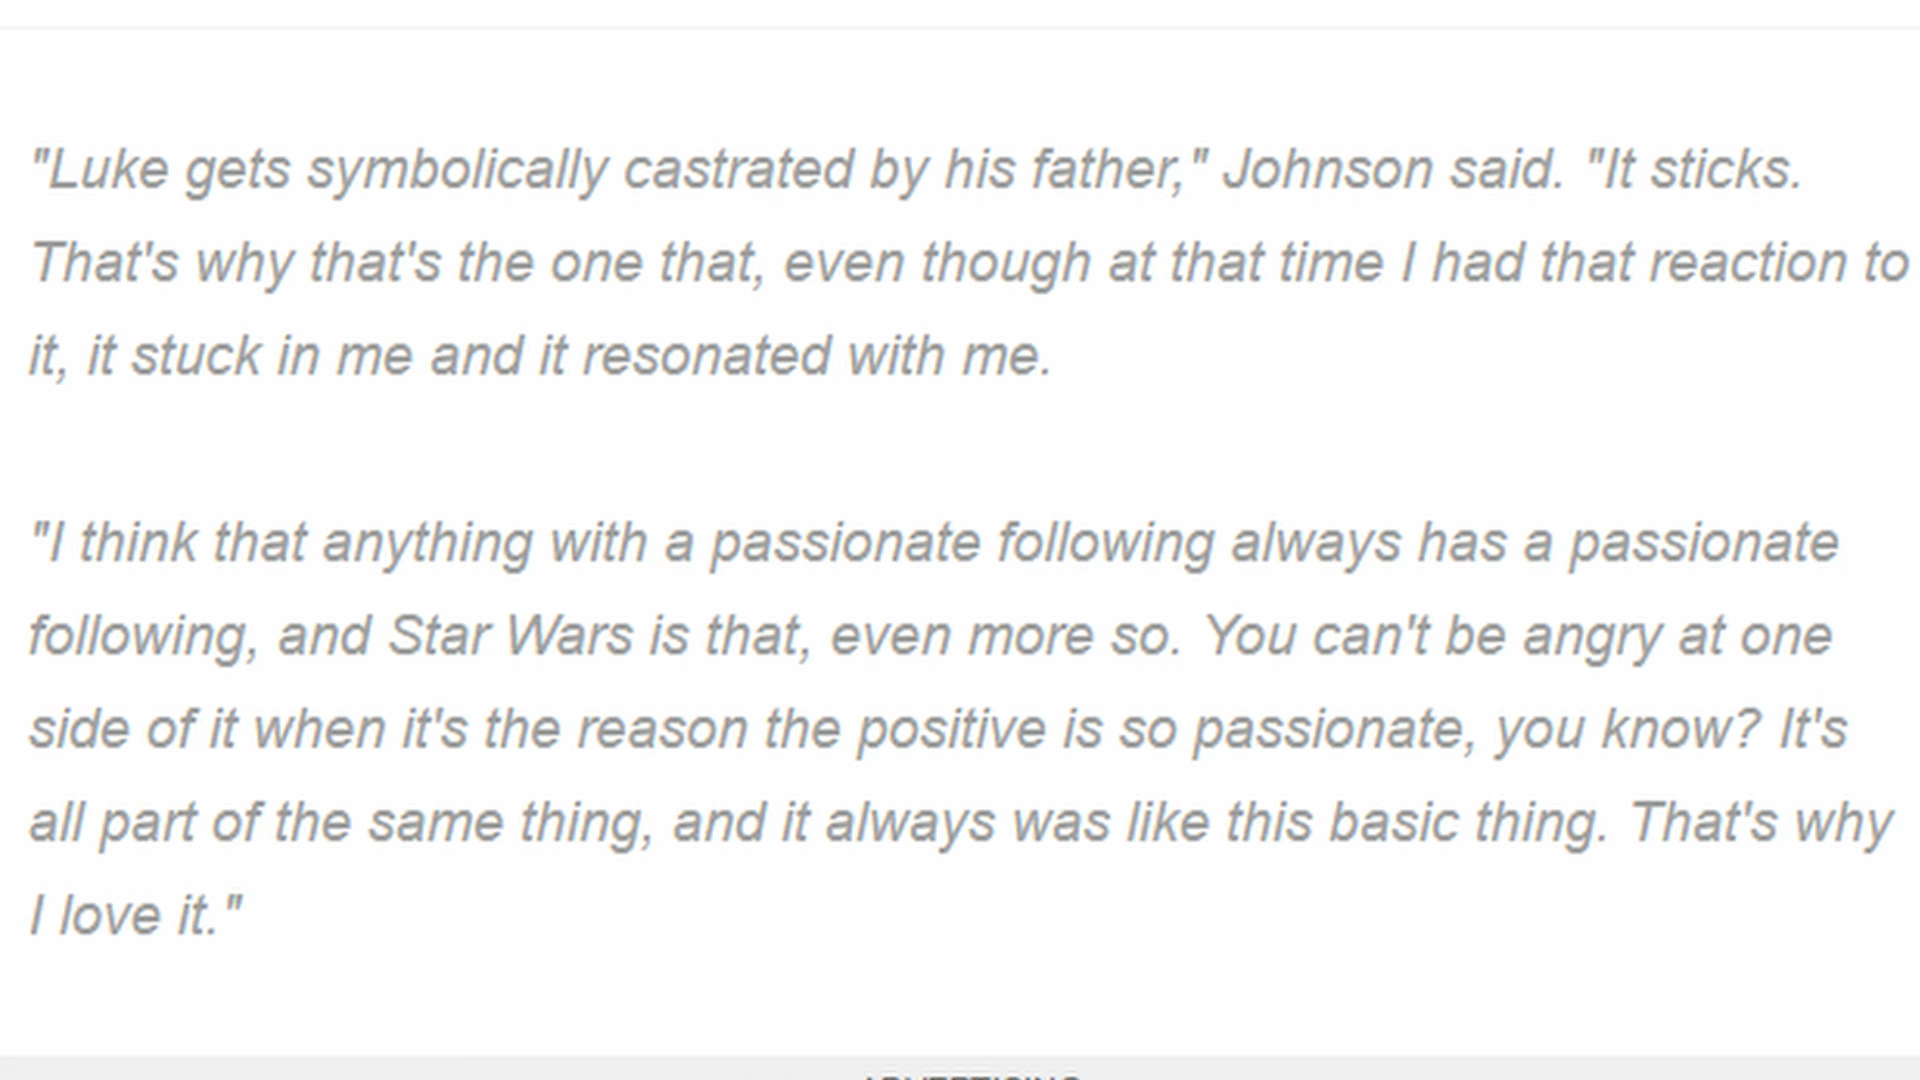 "Luke gets symbolically castrated by his father," Johnson said. "It sticks.
That's why that's the one that, even though at that time I had that reaction to
it, it stuck in me and it resonated with me.
"I think that anything with a passionate following always has a passionate
following, and Star Wars is that, even more so. You can't be angry at one
side of it when it's the reason the positive is so passionate, you know? It's
all part of the same thing, and it always was like this basic thing. That's why
I love it."
ADVERTISING